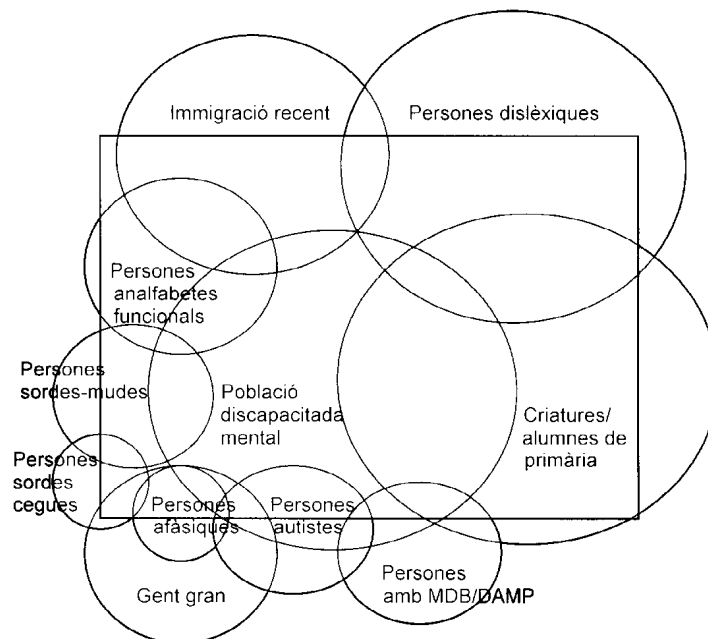 Immigració recent
Persones dislèxiques
Persones
analfabetes
funcionals
Persones
sordes-mudes
Població
discapacitada
mental
Criatures/
alumnes de
primària
Persones
sordes
cegues
Persones
afàsiques
Persones
autistes
Gent gran
Persones
amb MDB/DAMP